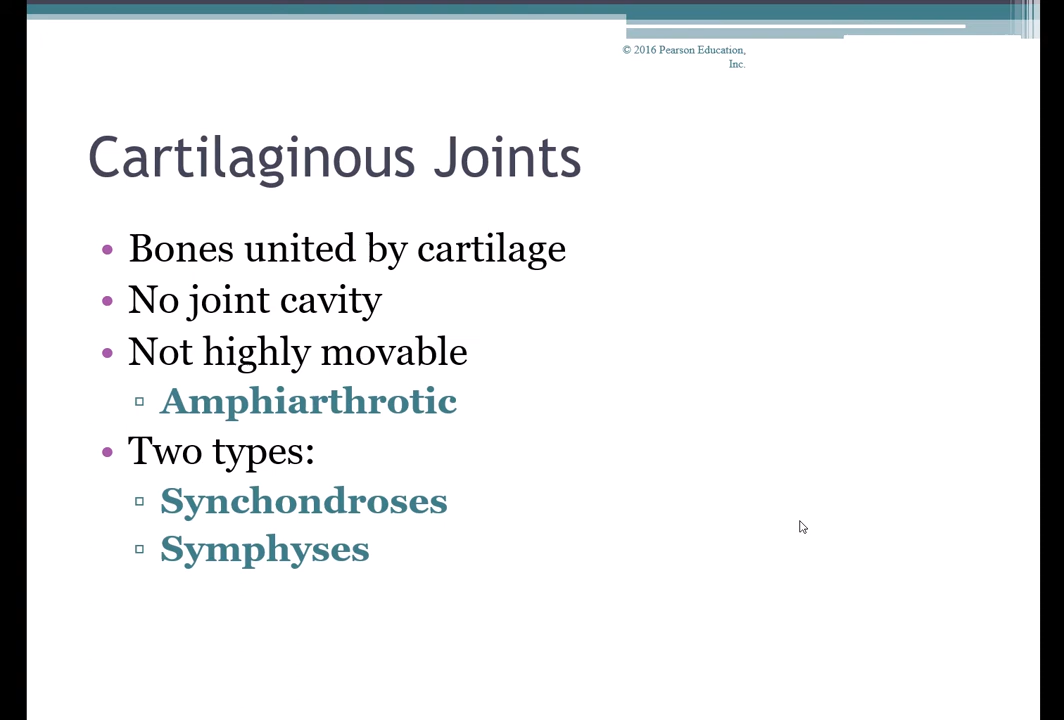 © 2016 Pearson Education,
Inc.
Cartilaginous Joints
• Bones united by cartilage
• No joint cavity
• Not highly movable
▫ Amphiarthrotic
• Two types:
▫ Synchondroses
▫ Symphyses